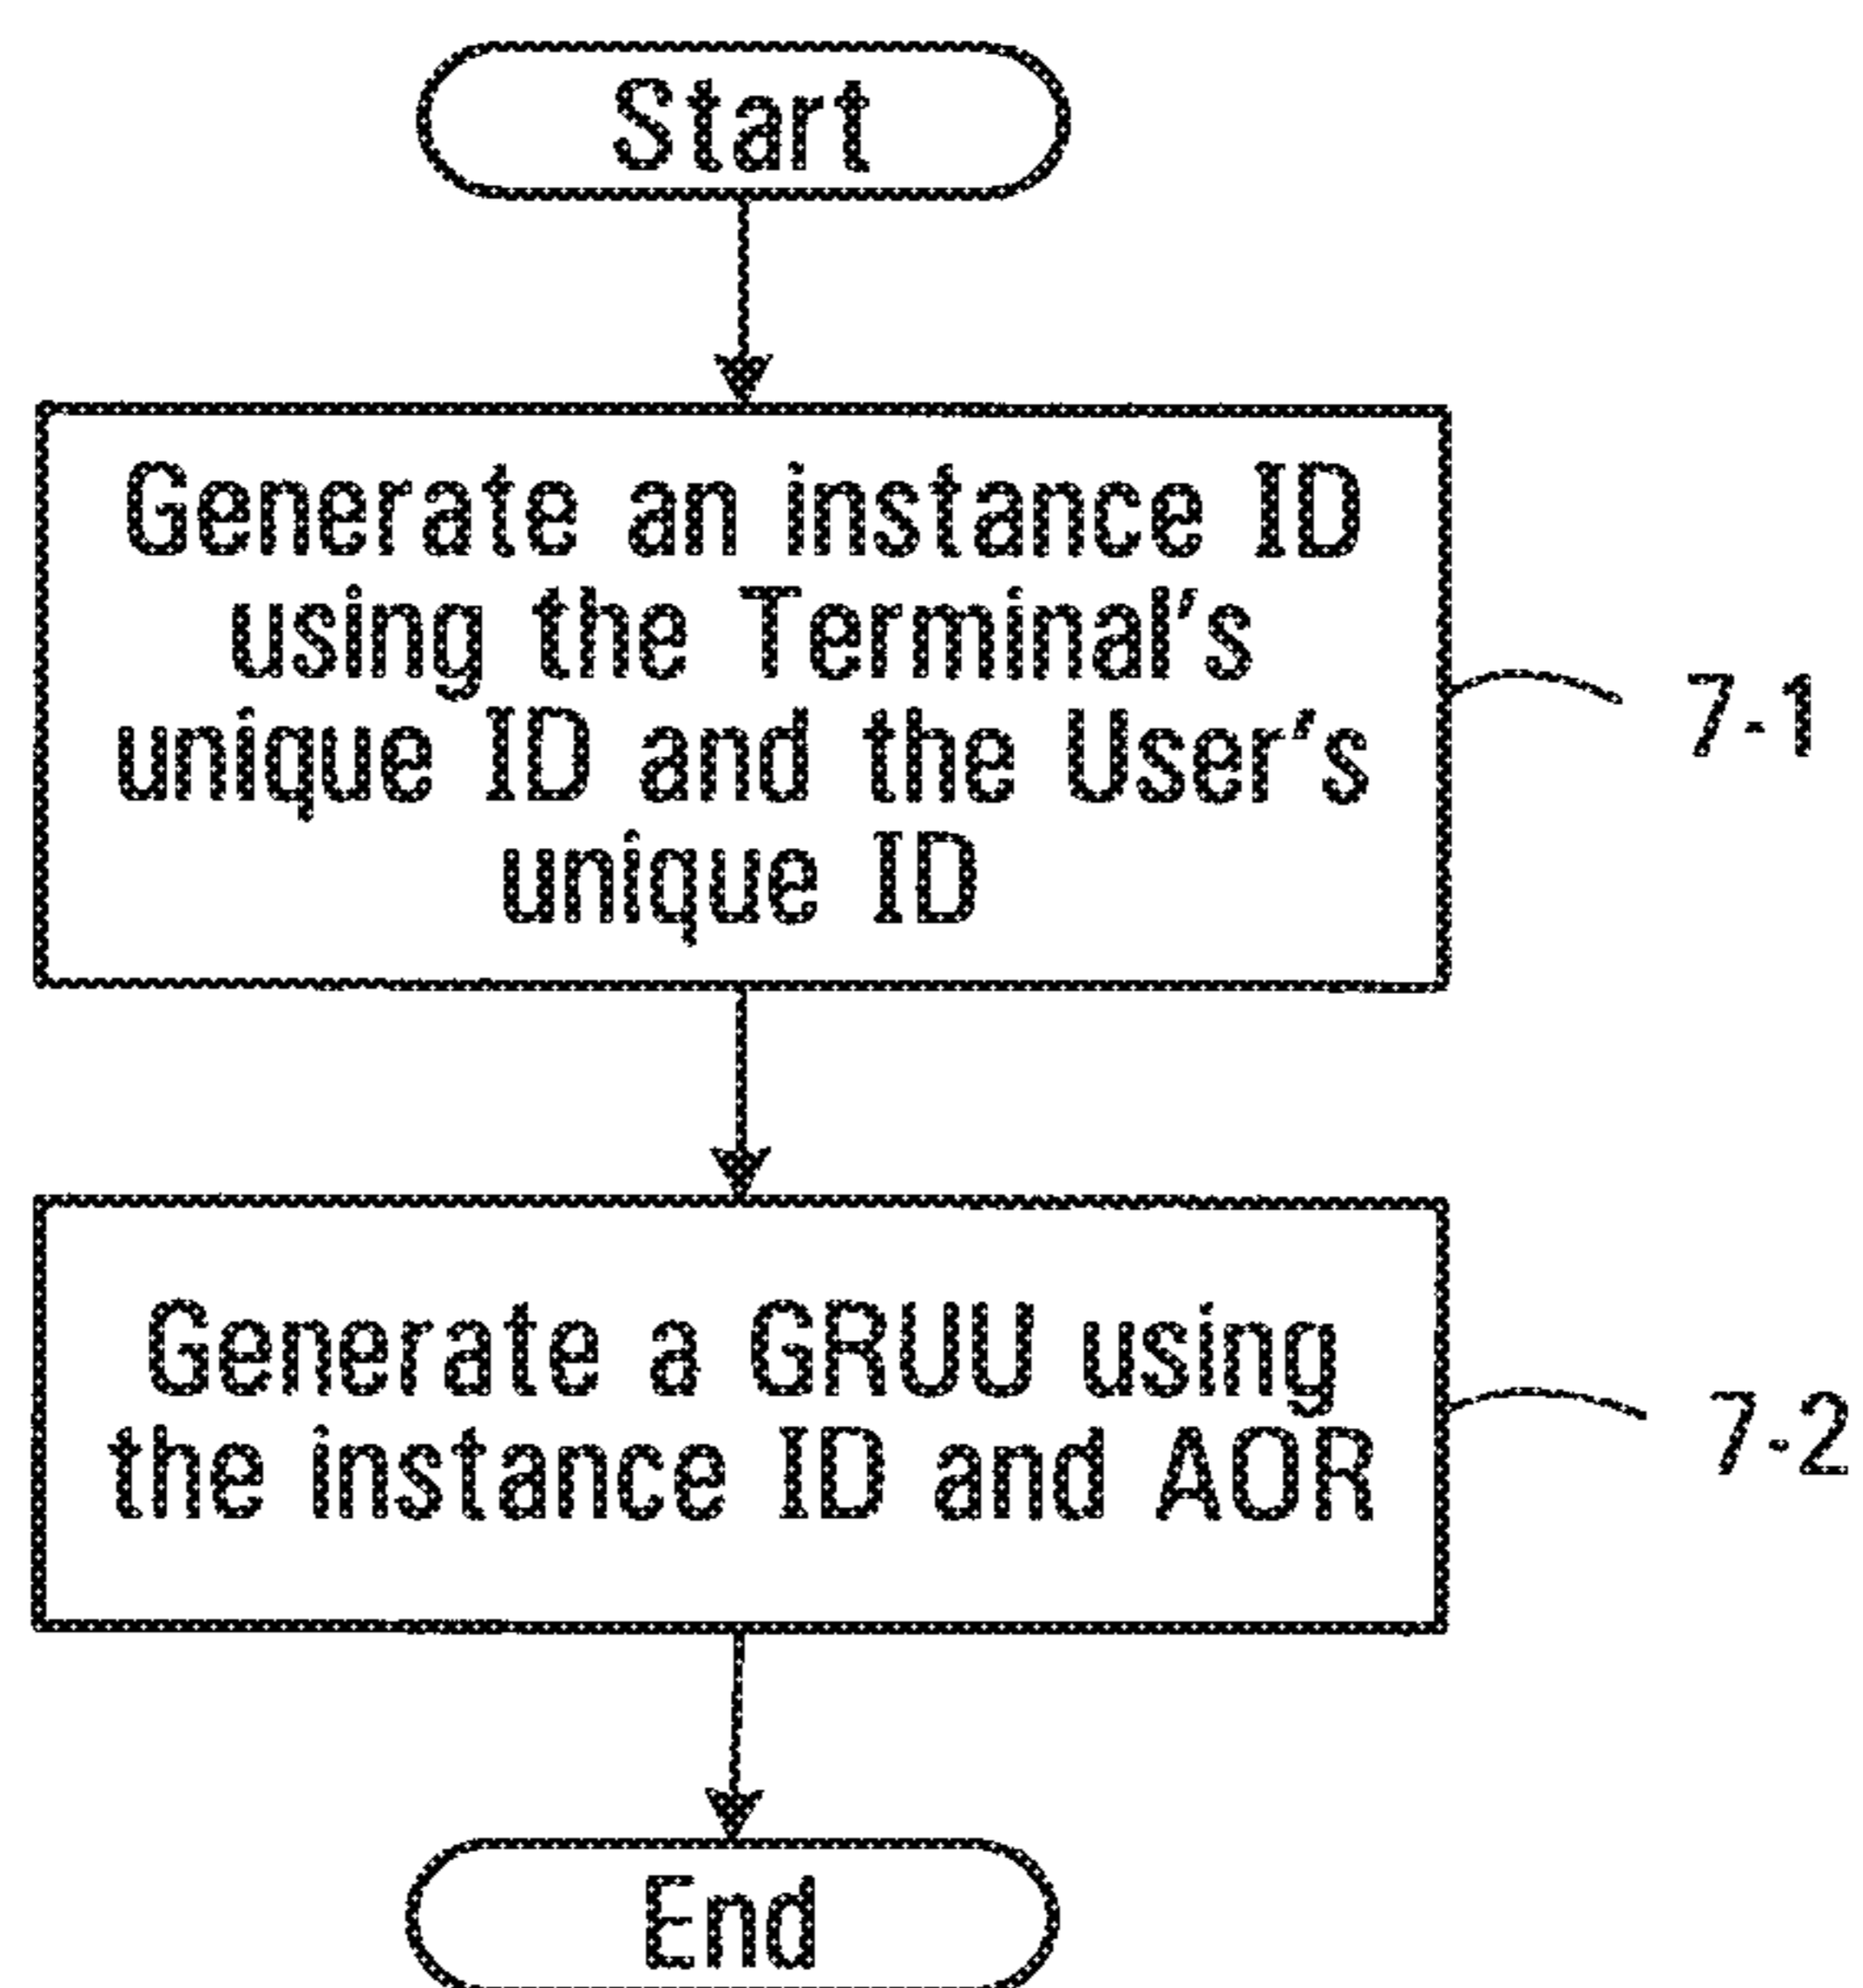 Start
Generate an instance ID
using the Terminal's
unique ID and the User's
unique ID
7-1
Generate a GRUU using
the instance ID and AOR
7-2
End